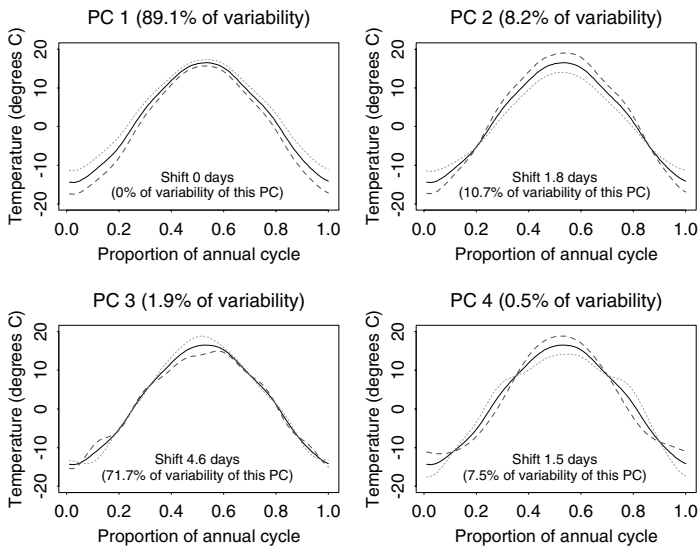 PC 1 (89.1% of variability)
Temperature (degrees C)
20
10
0
-10
-20
Shift 0 days
(0% of variability of this PC)
0.0 0.2 0.4 0.6 0.8 1.0
Proportion of annual cycle
PC 2 (8.2% of variability)
Temperature (degrees C)
20
10
0
-10
-20
Shift 1.8 days
(10.7% of variability of this PC)
0.0 0.2 0.4 0.6 0.8 1.0
Proportion of annual cycle
PC 3 (1.9% of variability)
Temperature (degrees C)
20
10
0
-10
-20
Shift 4.6 days
(71.7% of variability of this PC)
0.0 0.2 0.4 0.6 0.8 1.0
Proportion of annual cycle
PC 4 (0.5% of variability)
Temperature (degrees C)
20
10
0
-10
-20
Shift 1.5 days
(7.5% of variability of this PC)
0.0 0.2 0.4 0.6 0.8 1.0
Proportion of annual cycle